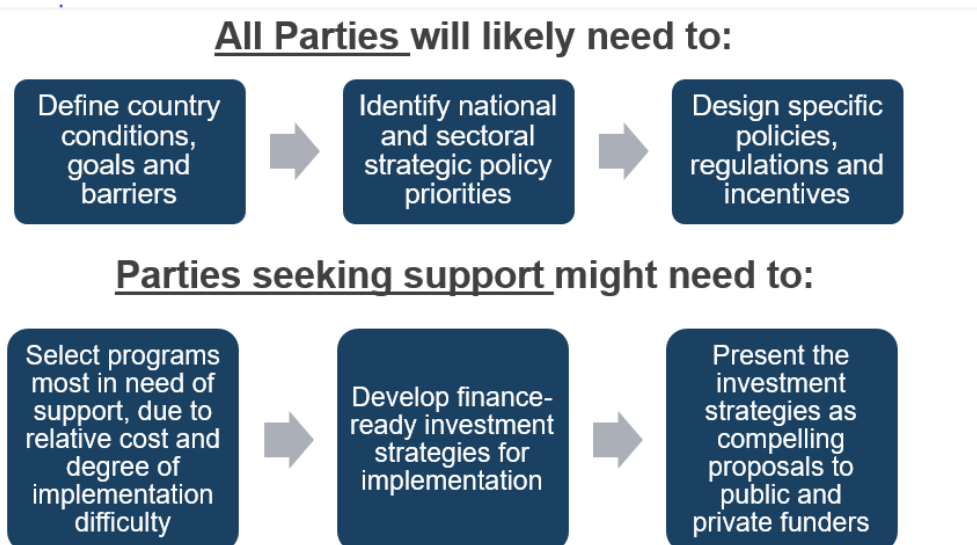 All Parties will likely need to:
Define country
conditions,
goals and
barriers
Identify national
and sectoral
strategic policy
priorities
Design specific
policies,
regulations and
incentives
Parties seeking support might need to:
Select programs
most in need of
support, due to
relative cost and
degree of
implementation
difficulty
Develop finance-
ready investment
strategies for
implementation
Present the
investment
strategies as
compelling
proposals to
public and
private funders